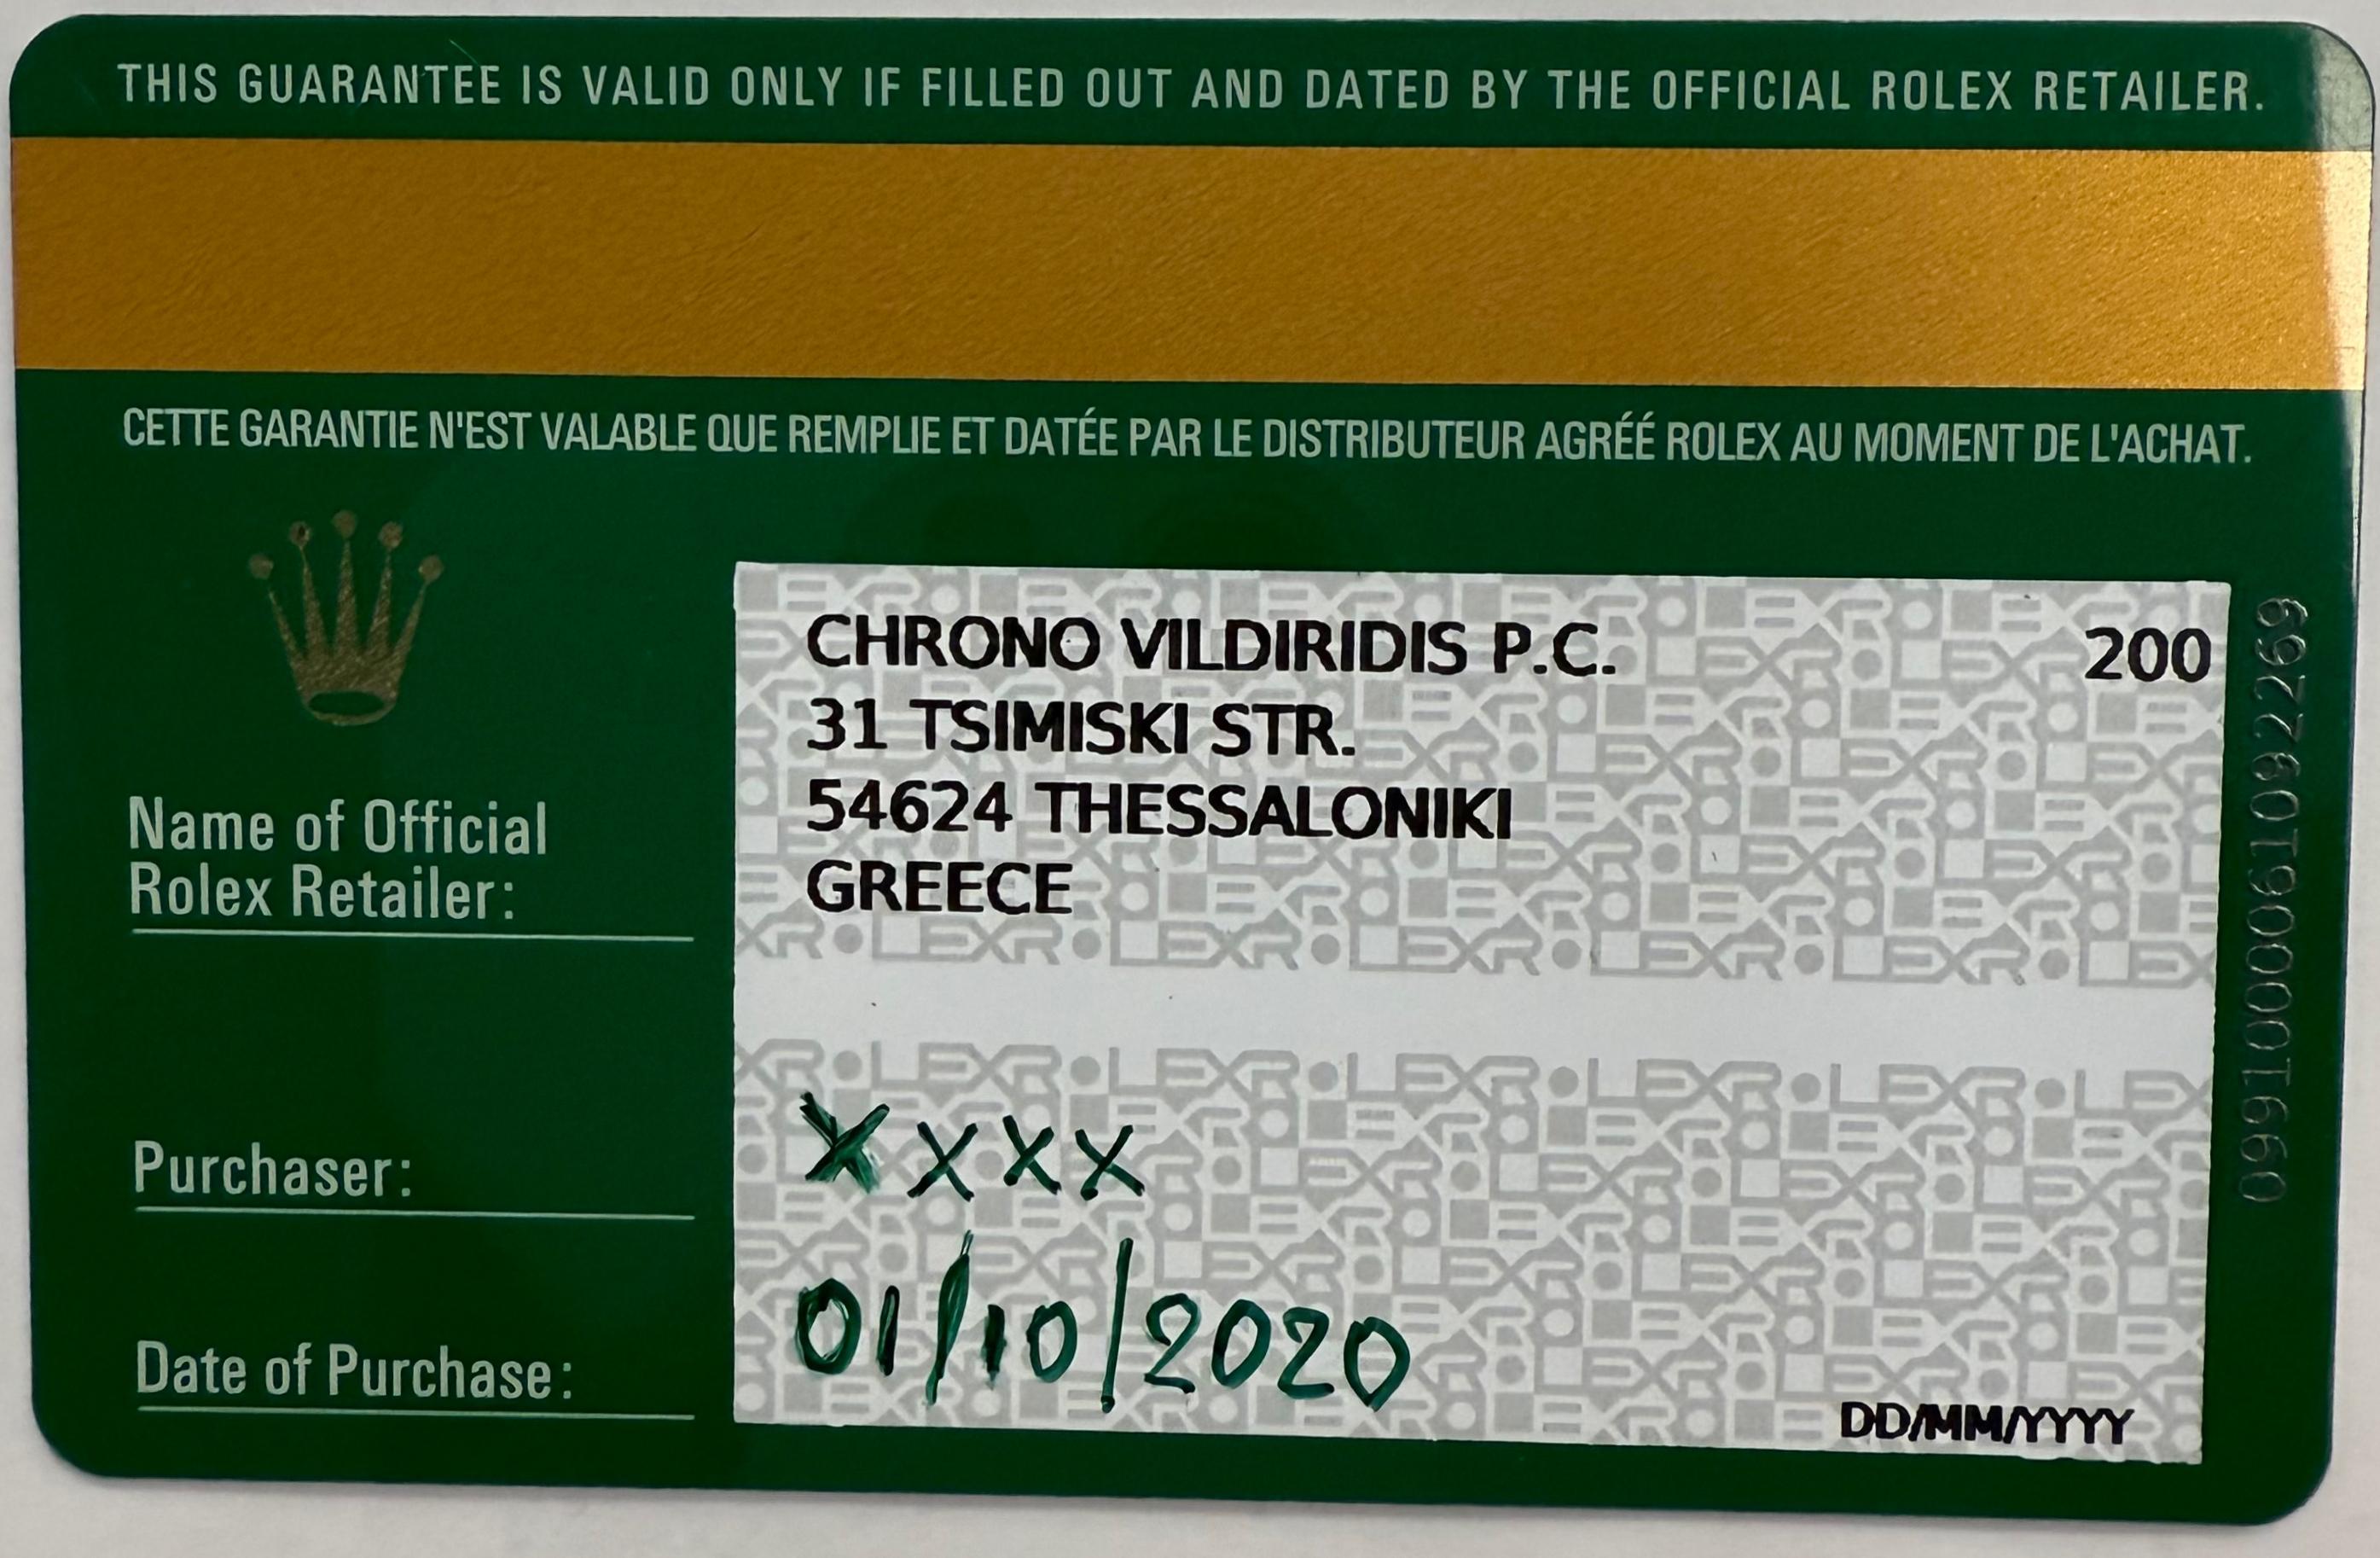 THIS GUARANTEE IS VALID ONLY IF FILLED OUT AND DATED BY THE OFFICIAL ROLEX RETAILER.
CETTE GARANTIE N'EST VALABLE QUE REMPLIE ET DATÉE PAR LE DISTRIBUTEUR AGRÉÉ ROLEX AU MOMENT DE L'ACHAT.
CHRONO VILDIRIDIS P.C. 200
31 TSIMISKI STR.
54624 THESSALONIKI
GREECE
Name of Official
Rolex Retailer:
Purchaser: xxxx
Date of Purchase: 01/10/2020
DD/MM/YYYY